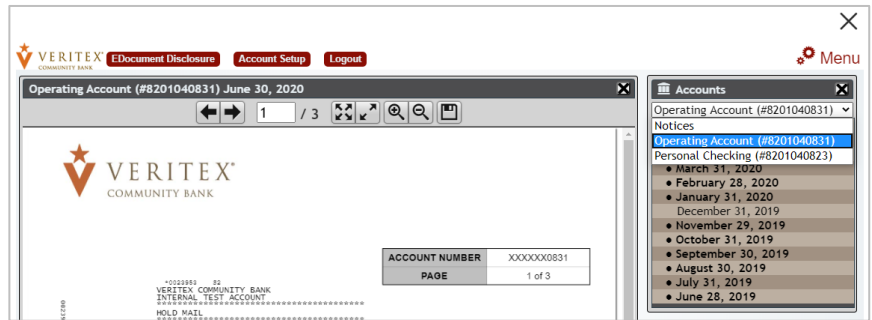 VERITEX
COMMUNITY BANK
EDocument Disclosure
Account Setup
Logout
Menu
Operating Account (#8201040831) June 30, 2020
1 / 3
VERITEX
COMMUNITY BANK
ACCOUNT NUMBER XXXXXX0831
PAGE 1 of 3
VERITEX COMMUNITY BANK
INTERNAL TEST ACCOUNT
****************************************
HOLD MAIL
Accounts
Operating Account (#8201040831)
Notices
Operating Account (#8201040831)
Personal Checking (#8201040823)
• March 31, 2020
• February 28, 2020
• January 31, 2020
December 31, 2019
• November 29, 2019
• October 31, 2019
• September 30, 2019
• August 30, 2019
• July 31, 2019
• June 28, 2019